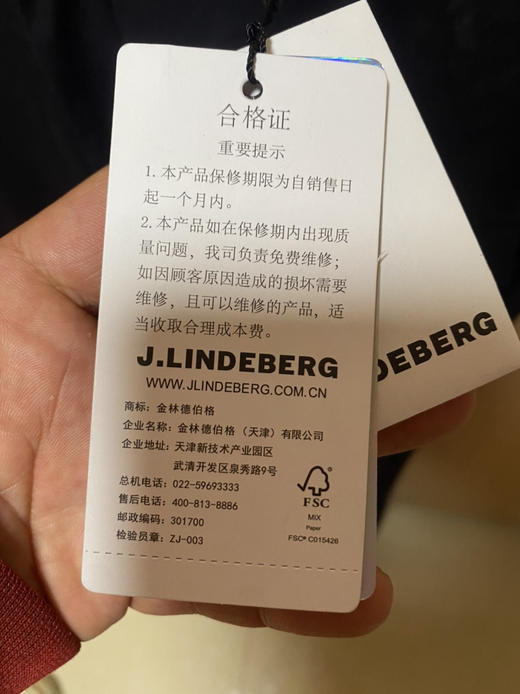 合格证
重要提示
1. 本产品保修期限为自销售日
起一个月内。
2. 本产品如在保修期内出现质
量问题，我司负责免费维修；
如因顾客原因造成的损坏需要
维修，且可以维修的产品，适
当收取合理成本费。
J.LINDEBERG
WWW.JLINDEBERG.COM.CN
商标：金林德伯格
企业名称：金林德伯格（天津）有限公司
企业地址：天津新技术产业园区
武清开发区泉秀路9号
总机电话：022-59693333
售后电话：400-813-8886
邮政编码：301700
检验员章：ZJ-003
FSC
MIX
Paper
FSC® C015426
DEBERG